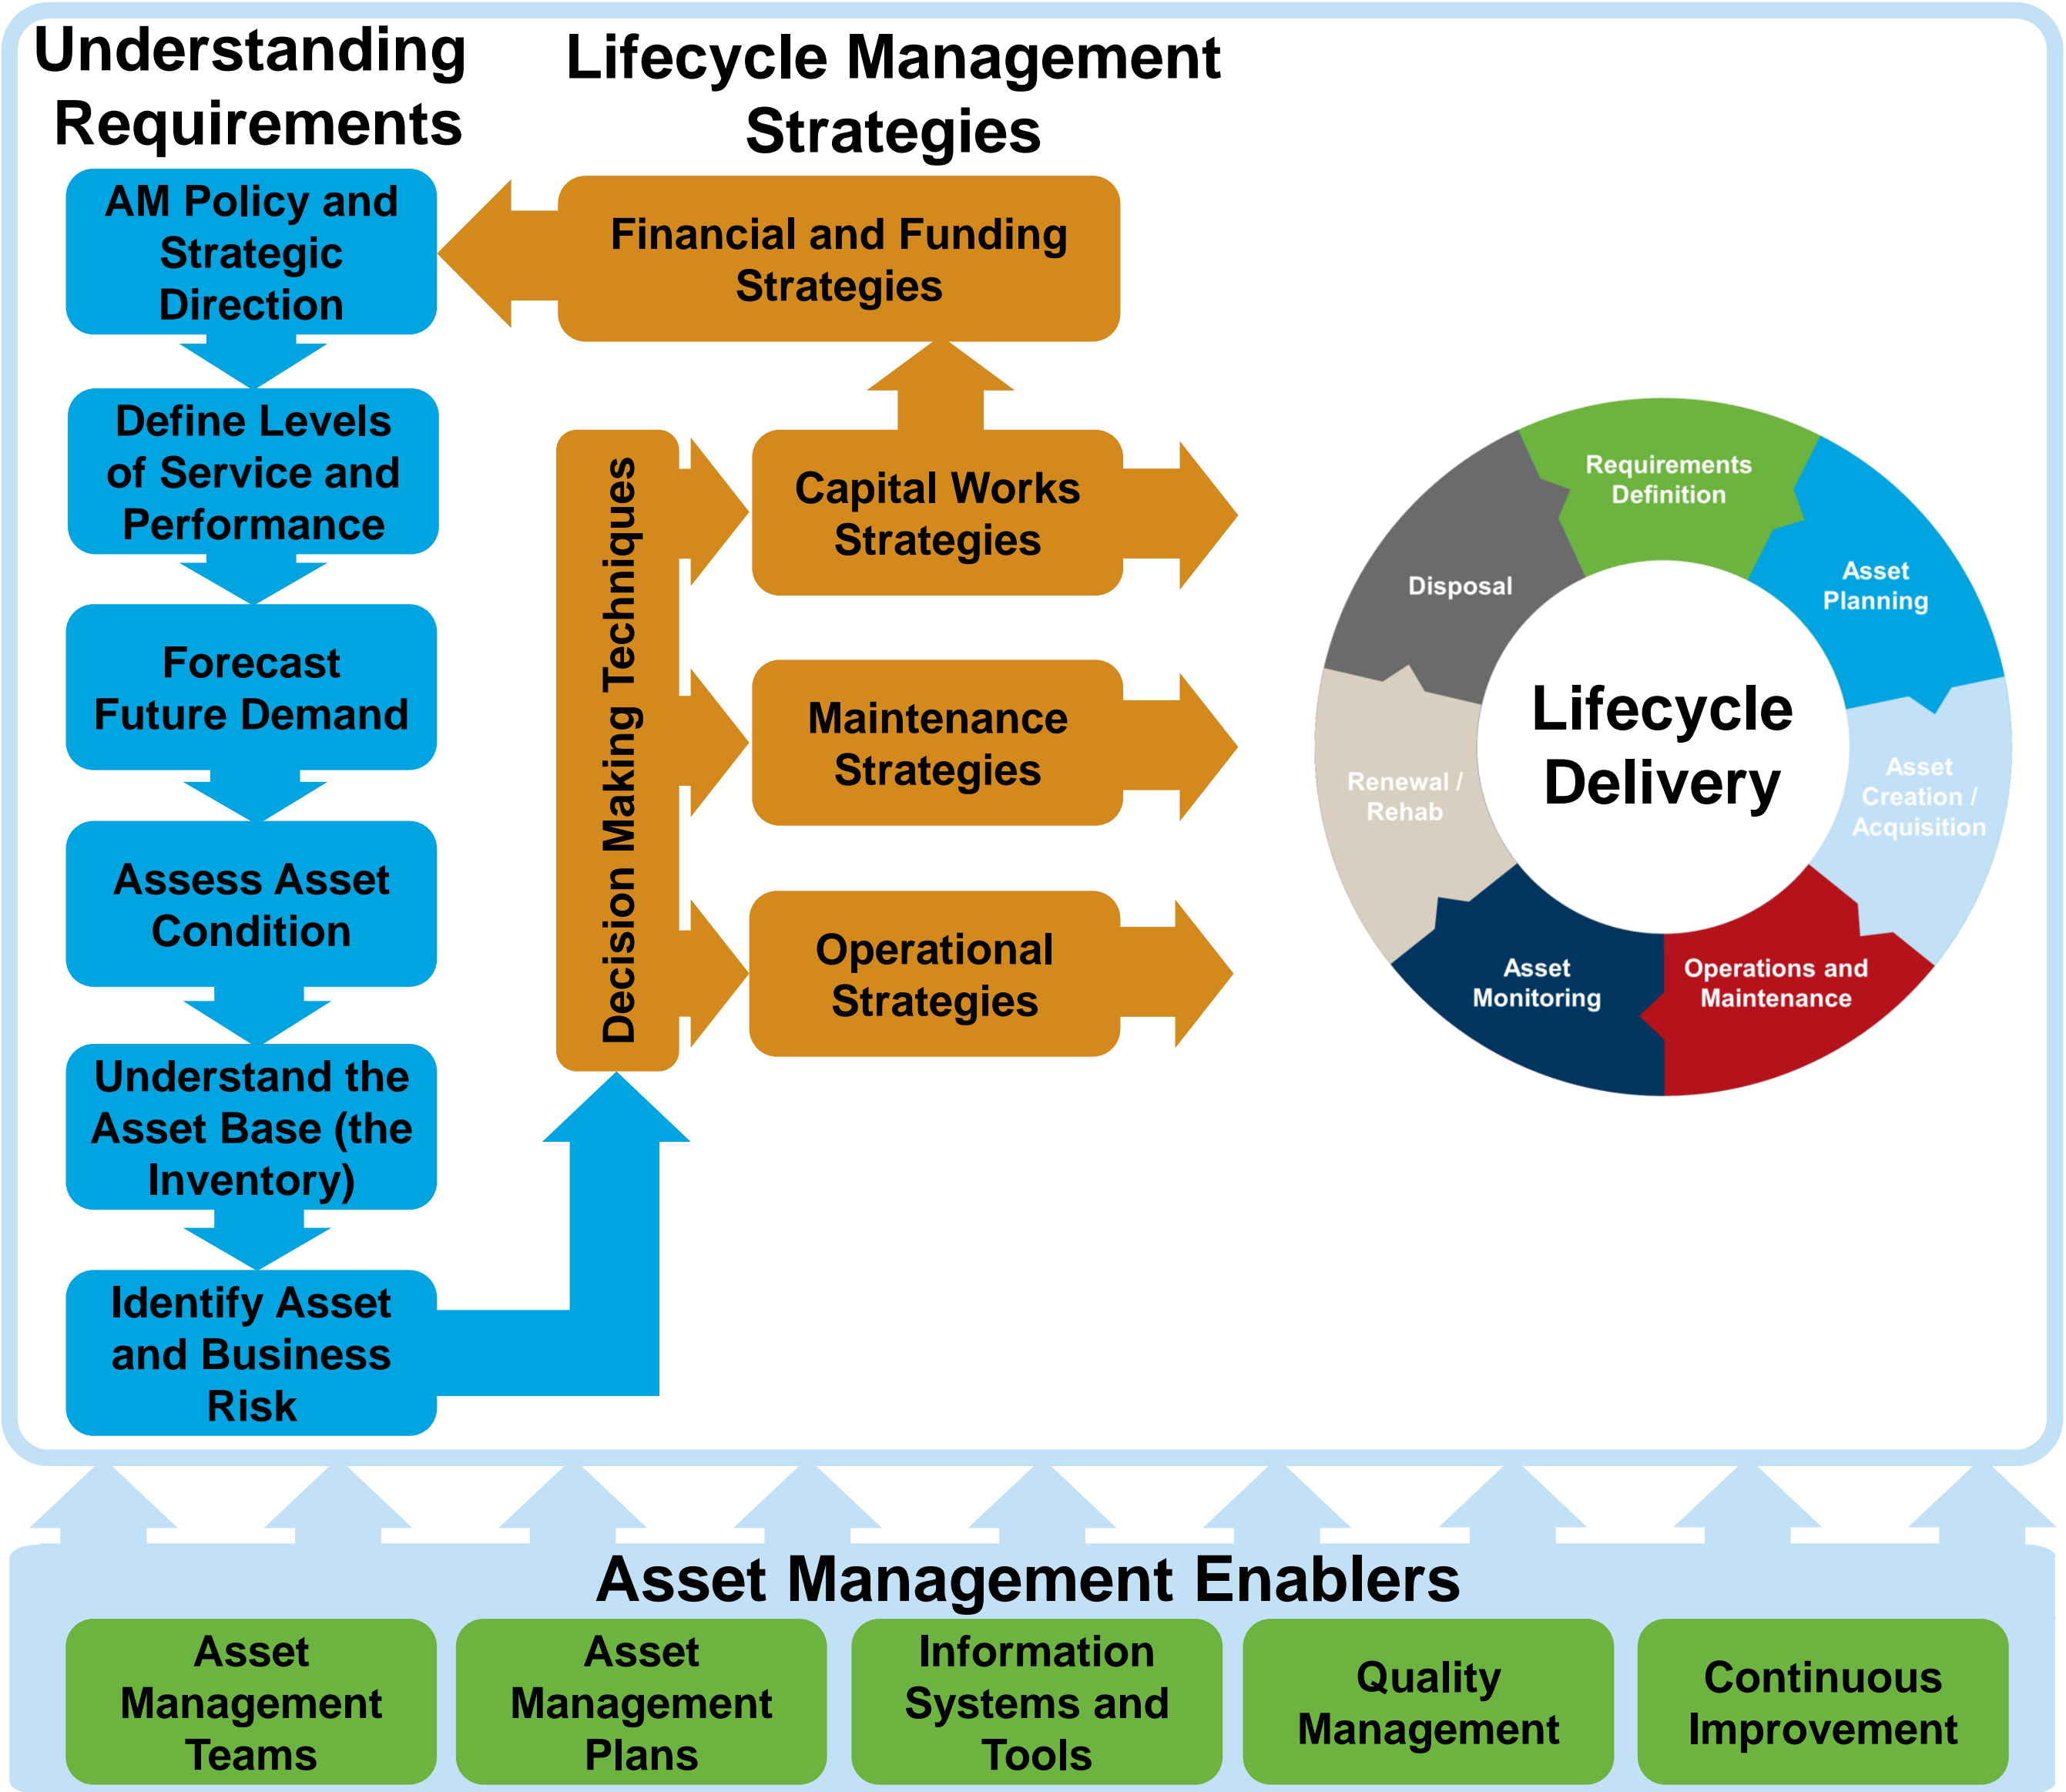 Understanding
Requirements
AM Policy and
Strategic
Direction
Define Levels
of Service and
Performance
Forecast
Future Demand
Assess Asset
Condition
Understand the
Asset Base (the
Inventory)
Identify Asset
and Business
Risk
Lifecycle Management
Strategies
Financial and Funding
Strategies
Decision Making Techniques
Capital Works
Strategies
Maintenance
Strategies
Operational
Strategies
Lifecycle
Delivery
Requirements
Definition
Asset
Planning
Asset
Creation /
Acquisition
Operations and
Maintenance
Asset
Monitoring
Renewal /
Rehab
Disposal
Asset Management Enablers
Asset
Management
Teams
Asset
Management
Plans
Information
Systems and
Tools
Quality
Management
Continuous
Improvement